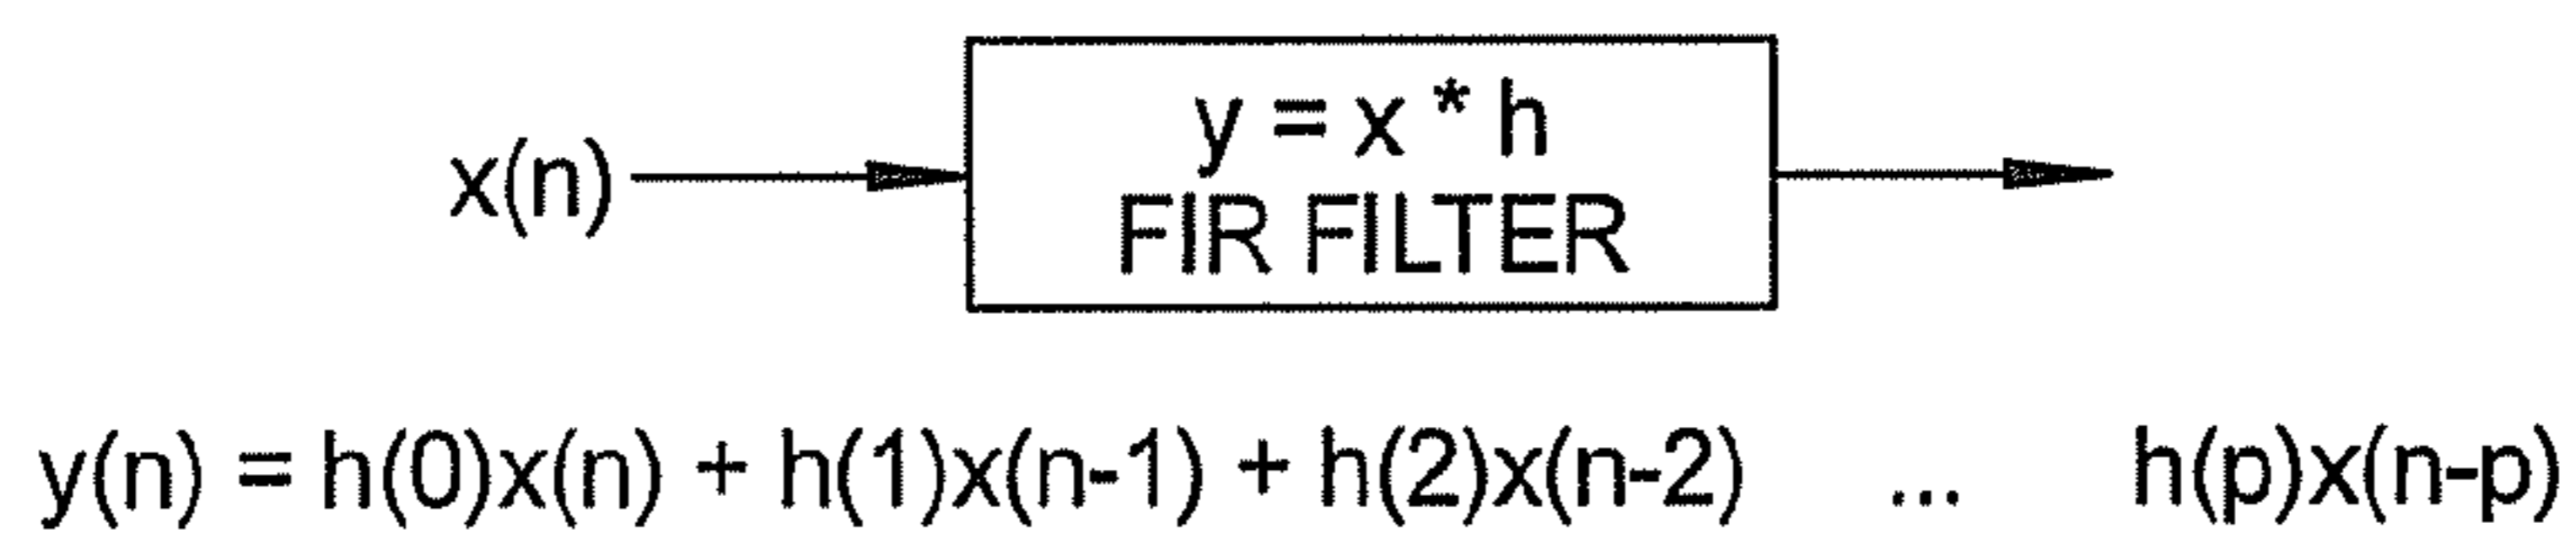 y = x * h
x(n)
FIR FILTER
y(n) = h(0)x(n) + h(1)x(n-1) + h(2)x(n-2) ... h(p)x(n-p)